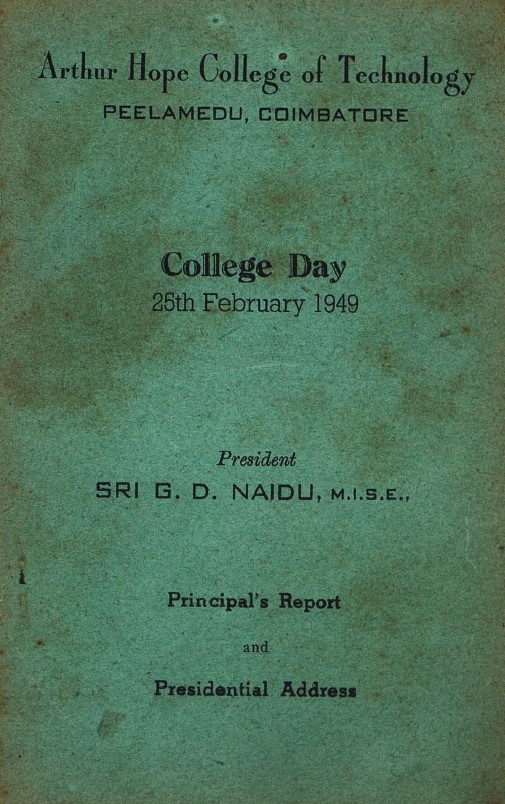 Arthur Hope College of Technology
PEELAMEDU, COIMBATORE
College Day
25th February 1949
President
SRI G. D. NAIDU, M.I.S.E.,
Principal's Report
and
Presidential Address